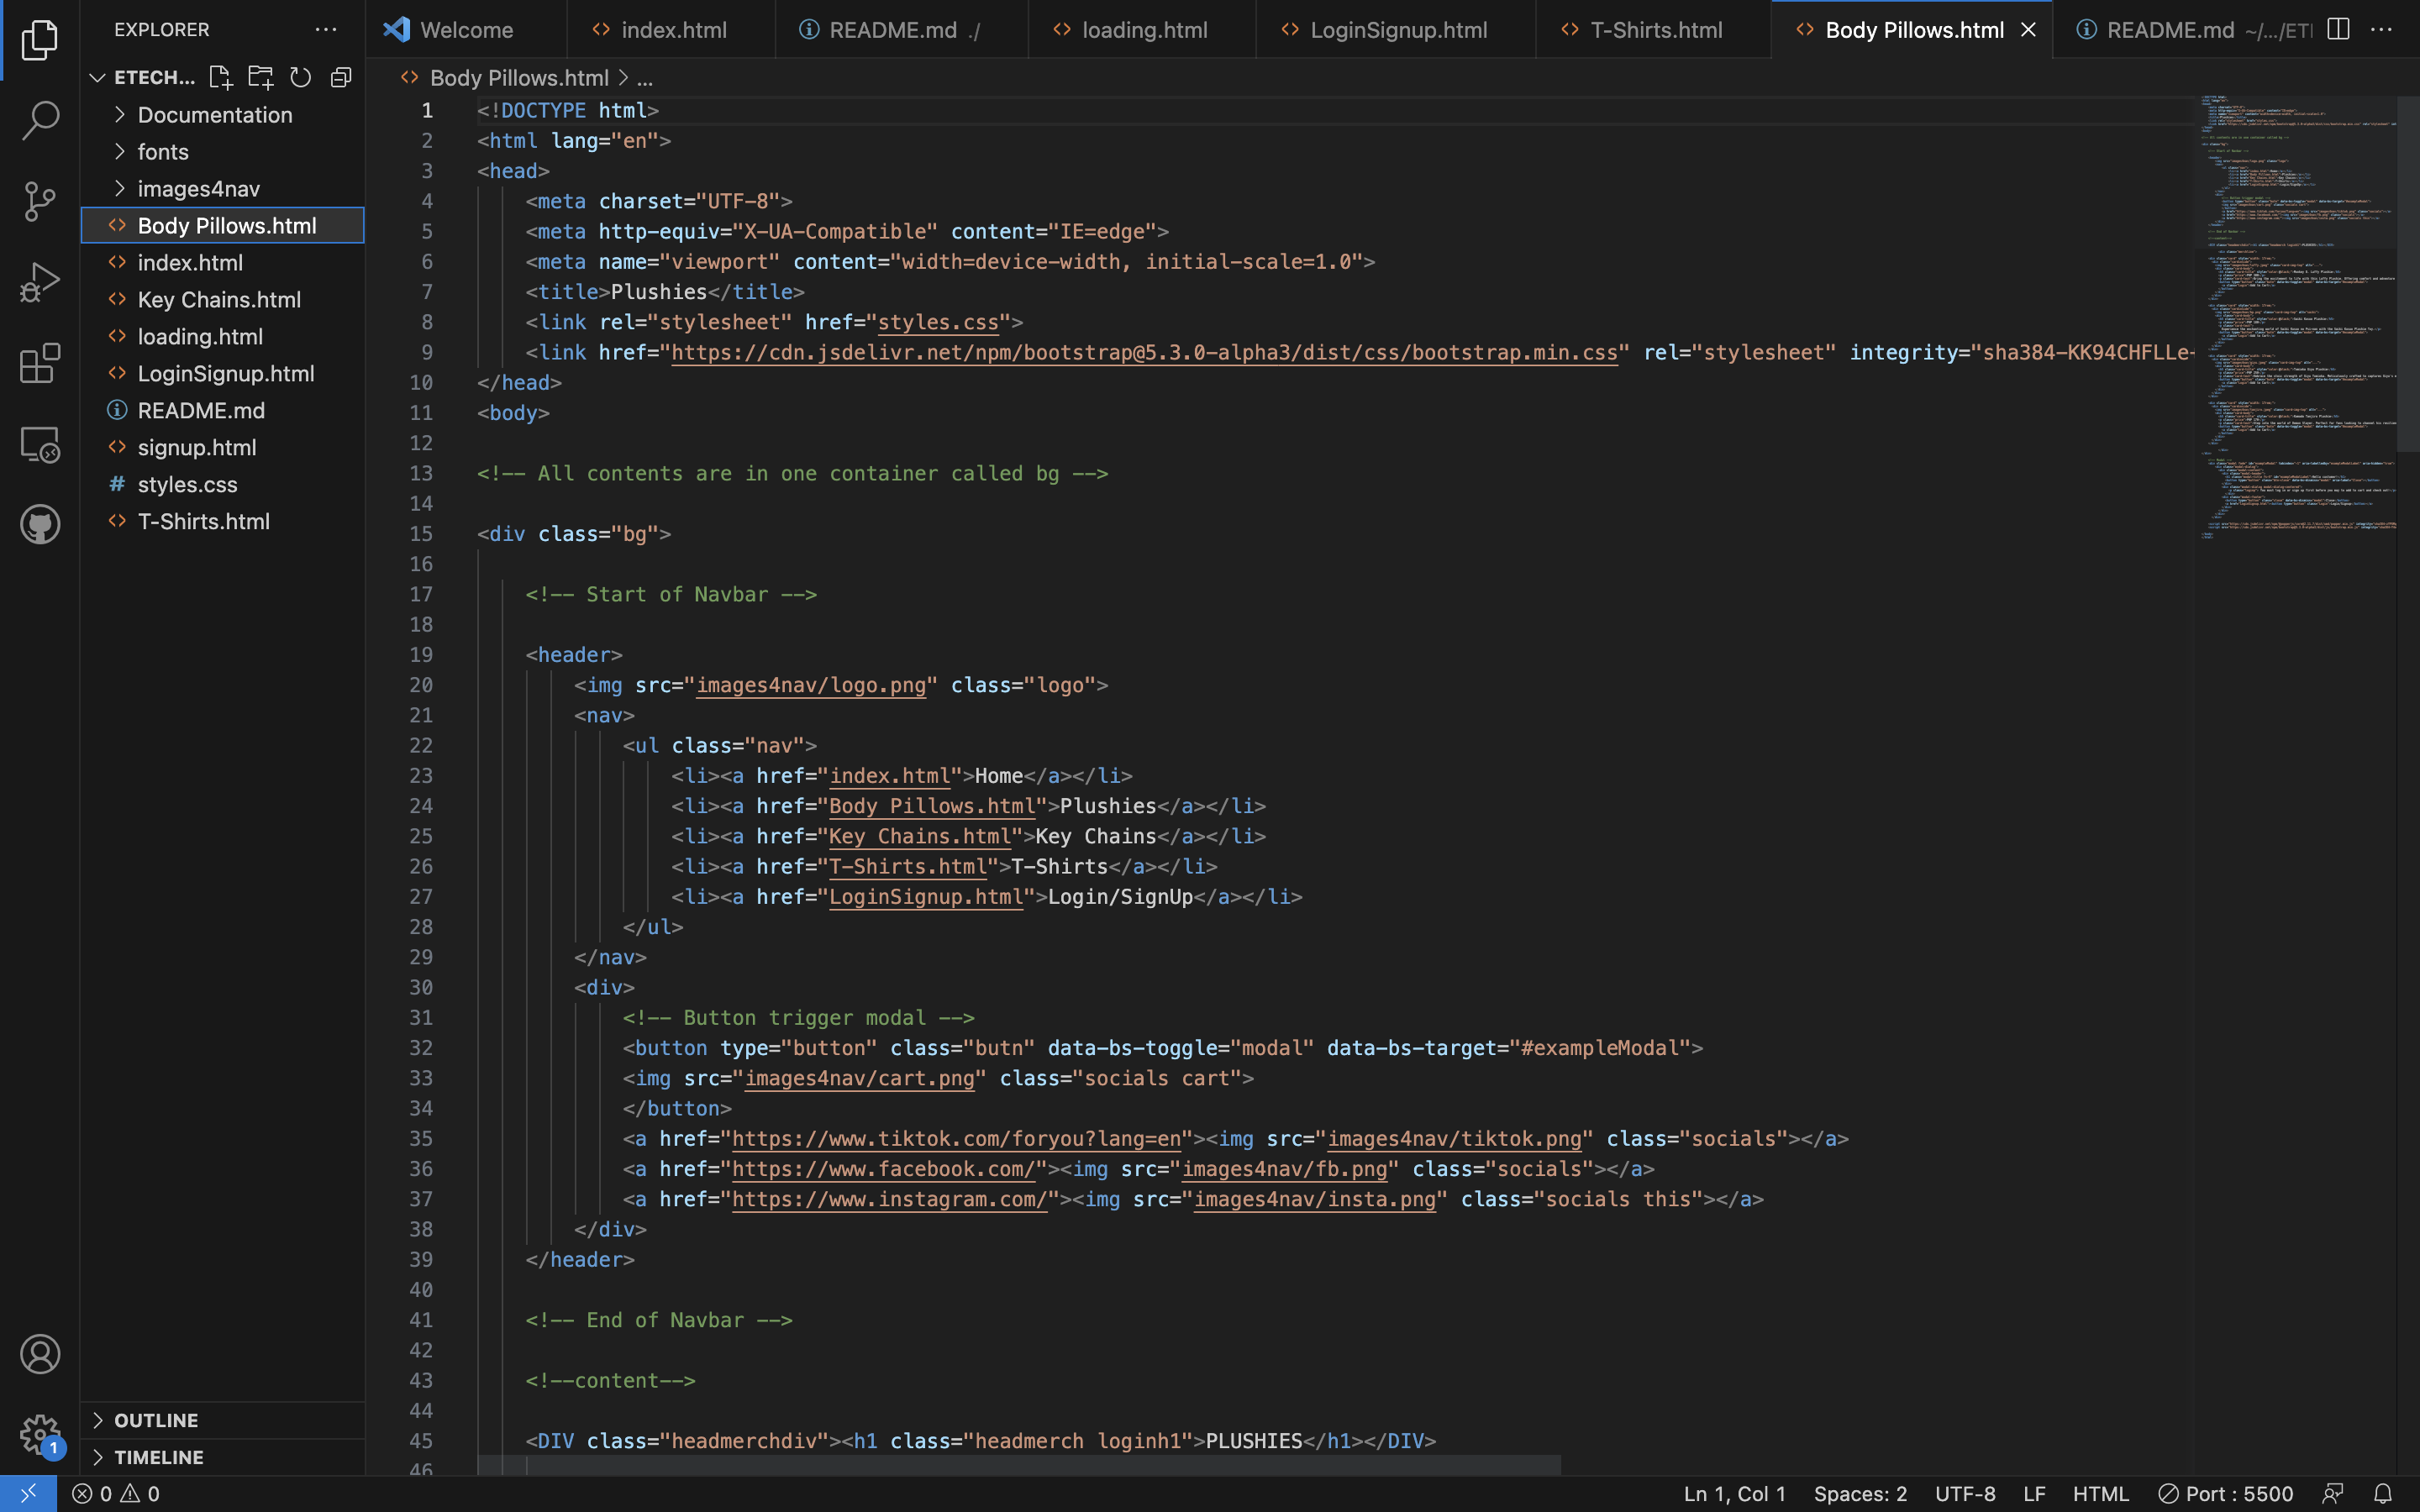 EXPLORER
ETECH...
Documentation
fonts
images4nav
Body Pillows.html
index.html
Key Chains.html
loading.html
LoginSignup.html
README.md
signup.html
styles.css
T-Shirts.html
OUTLINE
TIMELINE
Welcome
index.html
README.md ./
loading.html
LoginSignup.html
T-Shirts.html
Body Pillows.html
README.md ~/.../ETI
Body Pillows.html > ...
1 <!DOCTYPE html>
2 <html lang="en">
3 <head>
4 <meta charset="UTF-8">
5 <meta http-equiv="X-UA-Compatible" content="IE=edge">
6 <meta name="viewport" content="width=device-width, initial-scale=1.0">
7 <title>Plushies</title>
8 <link rel="stylesheet" href="styles.css">
9 <link href="https://cdn.jsdelivr.net/npm/bootstrap@5.3.0-alpha3/dist/css/bootstrap.min.css" rel="stylesheet" integrity="sha384-KK94CHFLLe-
10 </head>
11 <body>
12
13 <!-- All contents are in one container called bg -->
14
15 <div class="bg">
16
17 <!-- Start of Navbar -->
18
19 <header>
20 <img src="images4nav/logo.png" class="logo">
21 <nav>
22 <ul class="nav">
23 <li><a href="index.html">Home</a></li>
24 <li><a href="Body Pillows.html">Plushies</a></li>
25 <li><a href="Key Chains.html">Key Chains</a></li>
26 <li><a href="T-Shirts.html">T-Shirts</a></li>
27 <li><a href="LoginSignup.html">Login/SignUp</a></li>
28 </ul>
29 </nav>
30 <div>
31 <!-- Button trigger modal -->
32 <button type="button" class="butn" data-bs-toggle="modal" data-bs-target="#exampleModal">
33 <img src="images4nav/cart.png" class="socials cart">
34 </button>
35 <a href="https://www.tiktok.com/foryou?lang=en"><img src="images4nav/tiktok.png" class="socials"></a>
36 <a href="https://www.facebook.com/"><img src="images4nav/fb.png" class="socials"></a>
37 <a href="https://www.instagram.com/"><img src="images4nav/insta.png" class="socials this"></a>
38 </div>
39 </header>
40
41 <!-- End of Navbar -->
42
43 <!--content-->
44
45 <DIV class="headmerchdiv"><h1 class="headmerch loginh1">PLUSHIES</h1></DIV>
46
1
0 0
Ln 1, Col 1
Spaces: 2
UTF-8
LF
HTML
Port : 5500